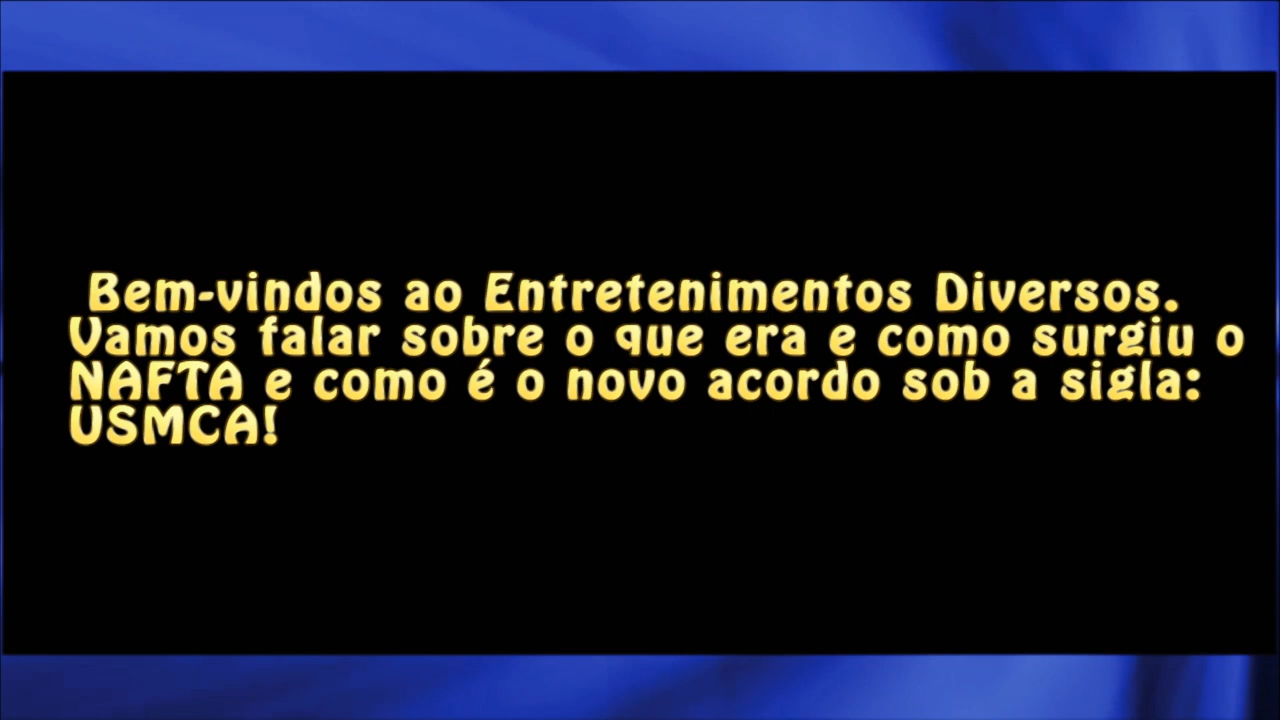 Bem-vindos ao Entretenimentos Diversos.
Vamos falar sobre o que era e como surgiu o
NAFTA e como é o novo acordo sob a sigla:
USMCA!